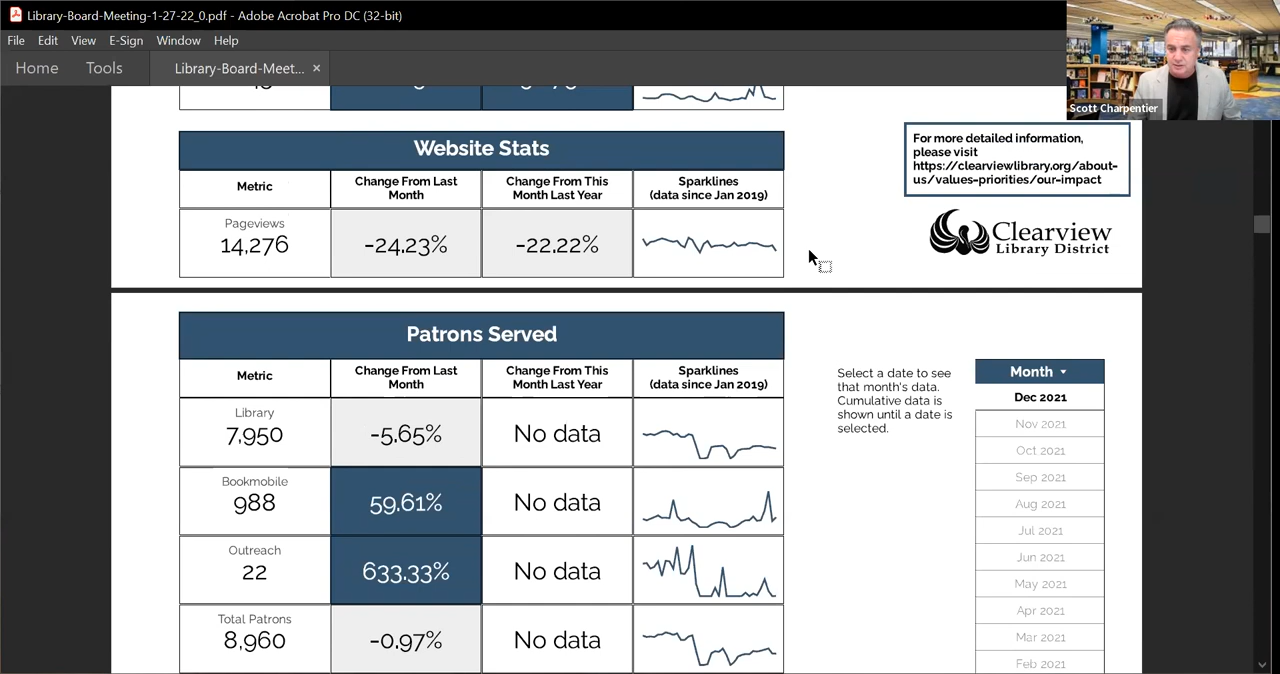 Library-Board-Meeting-1-27-22_0.pdf - Adobe Acrobat Pro DC (32-bit)
File Edit View E-Sign Window Help
Home Tools Library-Board-Meet... ×
Scott Charpentier
Website Stats
Metric
Change From Last
Month
Change From This
Month Last Year
Sparklines
(data since Jan 2019)
Pageviews
14,276
-24.23%
-22.22%
For more detailed information,
please visit
https://clearviewlibrary.org/about-
us/values-priorities/our-impact
Clearview
Library District
Patrons Served
Metric
Change From Last
Month
Change From This
Month Last Year
Sparklines
(data since Jan 2019)
Library
7,950
-5.65%
No data
Bookmobile
988
59.61%
No data
Outreach
22
633.33%
No data
Total Patrons
8,960
-0.97%
No data
Select a date to see
that month's data.
Cumulative data is
shown until a date is
selected.
Month
Dec 2021
Nov 2021
Oct 2021
Sep 2021
Aug 2021
Jul 2021
Jun 2021
May 2021
Apr 2021
Mar 2021
Feb 2021